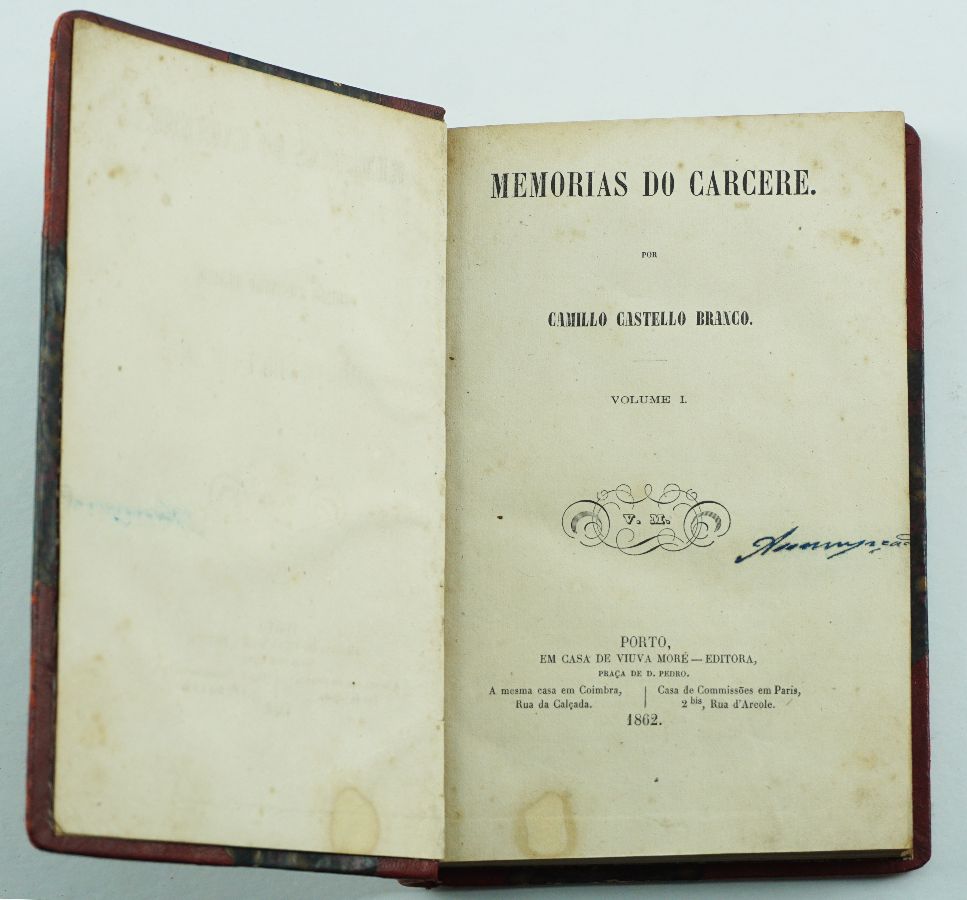 MEMORIAS DO CARCERE.
POR
CAMILLO CASTELLO BRANCO.
VOLUME I.
V. M.
Assumpção
PORTO,
EM CASA DE VIUVA MORÉ — EDITORA,
PRAÇA DE D. PEDRO.
A mesma casa em Coimbra,
Rua da Calçada.
Casa de Commissões em Paris,
2 bis, Rua d'Arcole.
1862.